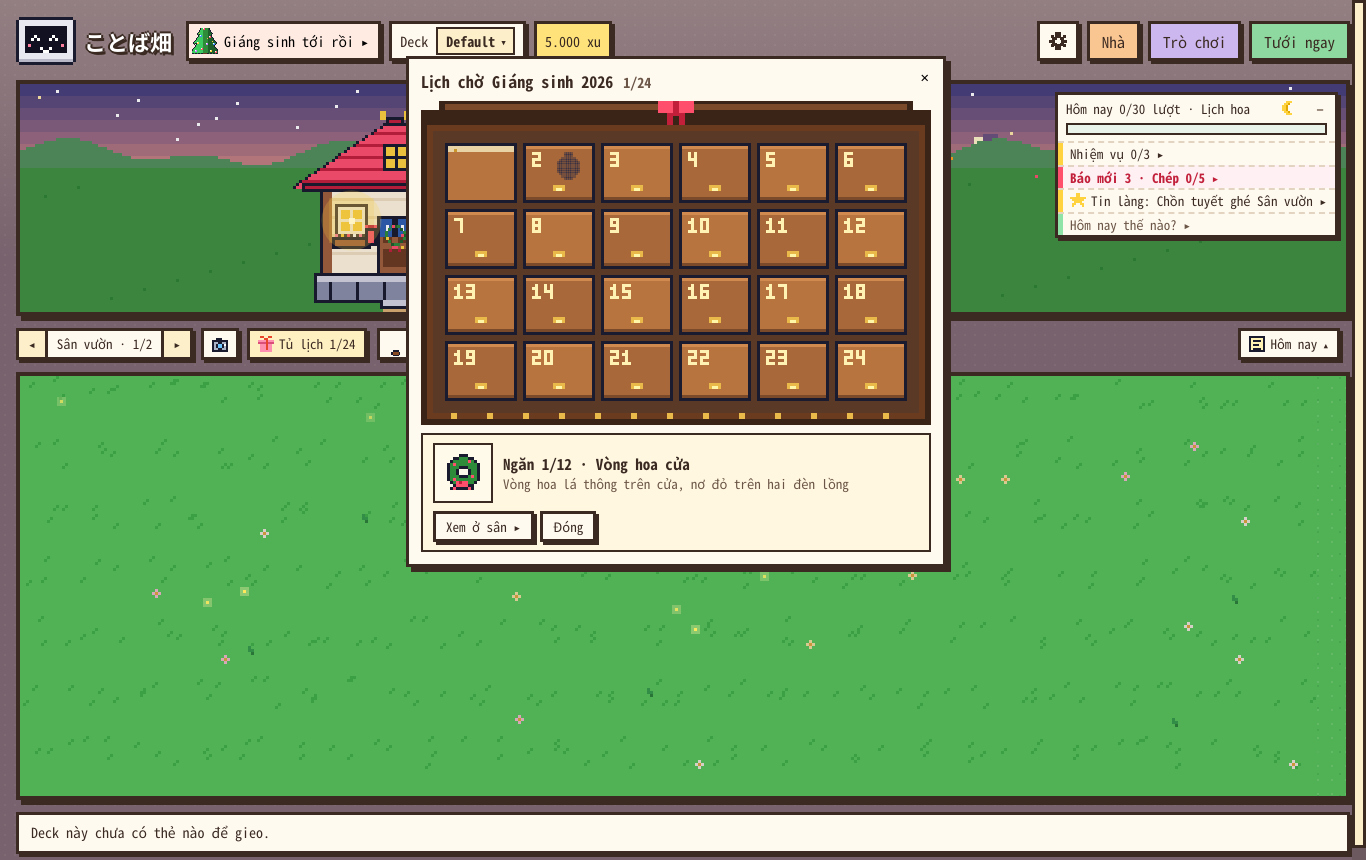 ことば畑
Giáng sinh tới rồi ▸
Deck Default ▾
5.000 xu
Nhà
Trò chơi
Tưới ngay
Lịch chờ Giáng sinh 2026 1/24
×
Hôm nay 0/30 lượt · Lịch hoa
–
Nhiệm vụ 0/3 ▸
Báo mới 3 · Chép 0/5 ▸
Tin làng: Chồn tuyết ghé Sân vườn ▸
Hôm nay thế nào? ▸
2 3 4 5 6
7 8 9 10 11 12
13 14 15 16 17 18
19 20 21 22 23 24
◂ Sân vườn · 1/2 ▸
Tủ lịch 1/24
Hôm nay ▴
Ngăn 1/12 · Vòng hoa cửa
Vòng hoa lá thông trên cửa, nơ đỏ trên hai đèn lồng
Xem ở sân ▸
Đóng
Deck này chưa có thẻ nào để gieo.